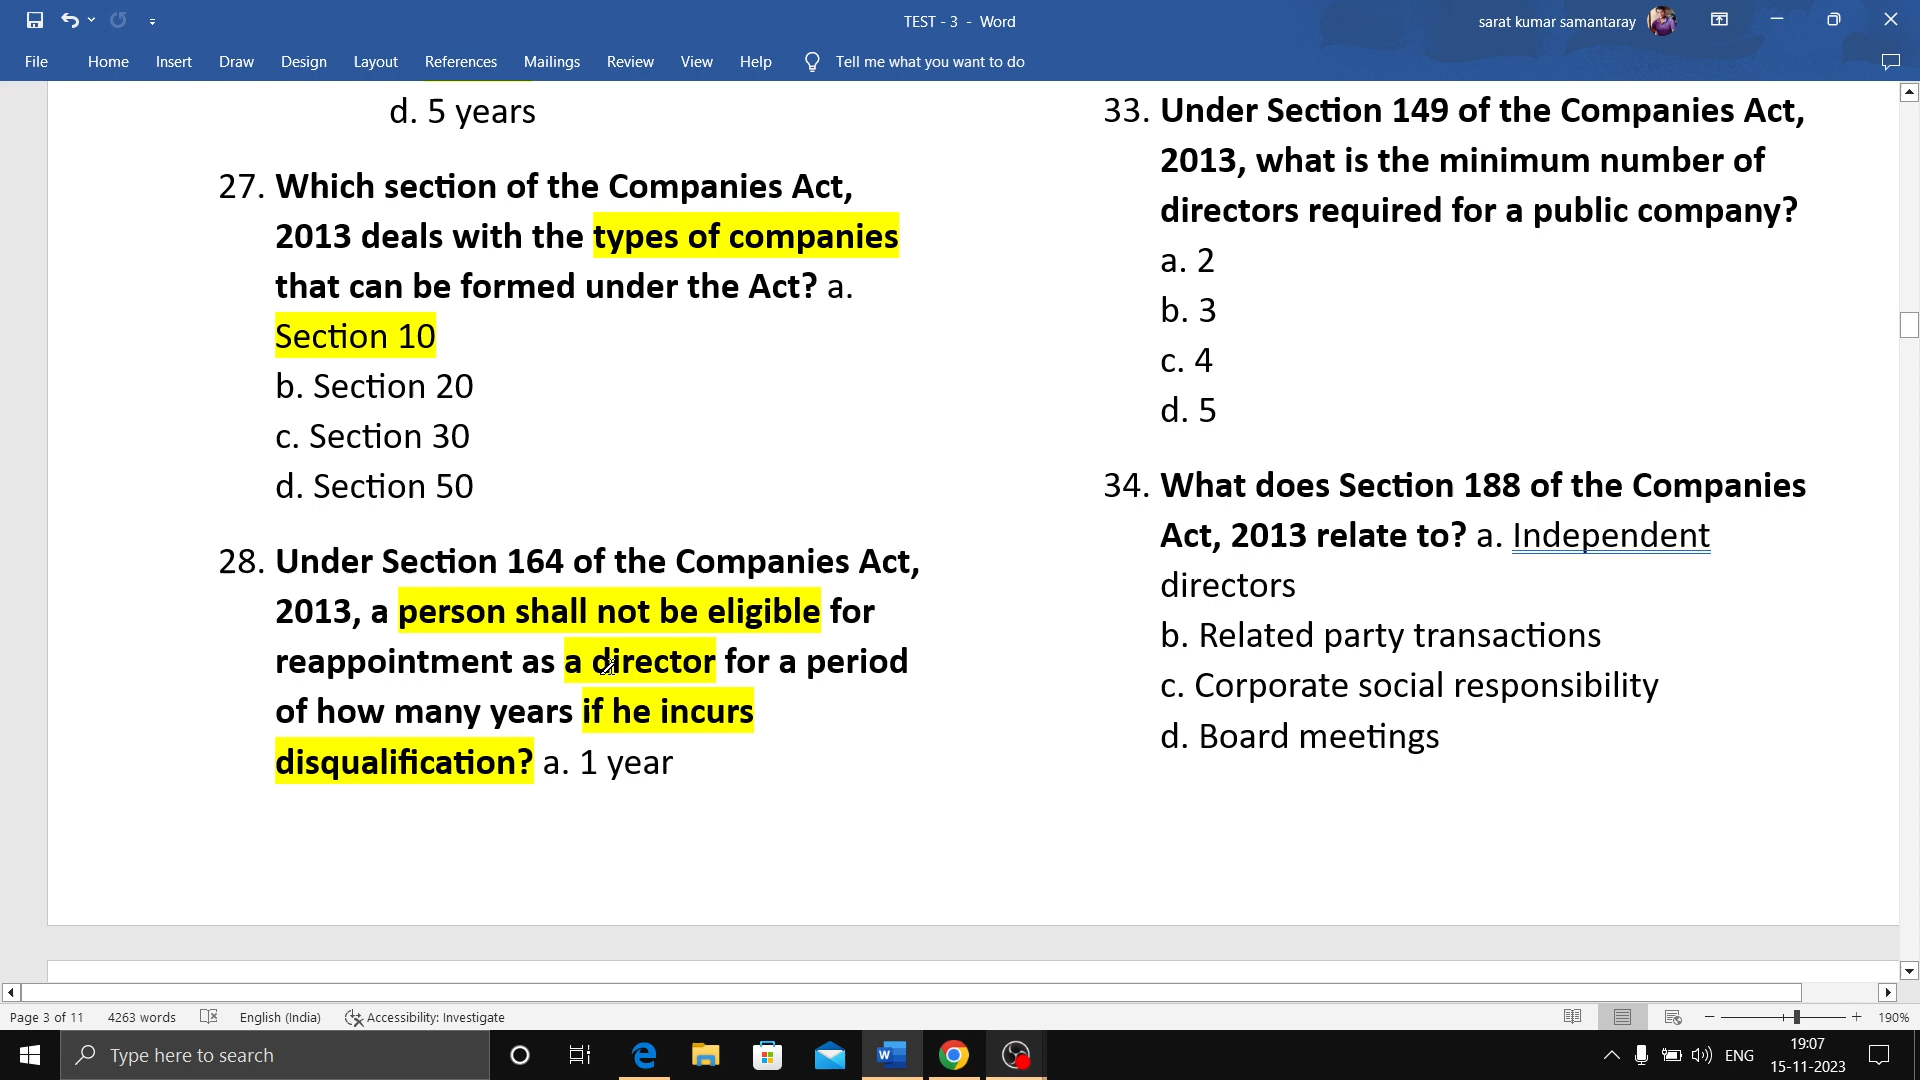 TEST - 3 - Word
sarat kumar samantaray
File Home Insert Draw Design Layout References Mailings Review View Help Tell me what you want to do
d. 5 years
27. Which section of the Companies Act,
2013 deals with the types of companies
that can be formed under the Act? a.
Section 10
b. Section 20
c. Section 30
d. Section 50
28. Under Section 164 of the Companies Act,
2013, a person shall not be eligible for
reappointment as a director for a period
of how many years if he incurs
disqualification? a. 1 year
33. Under Section 149 of the Companies Act,
2013, what is the minimum number of
directors required for a public company?
a. 2
b. 3
c. 4
d. 5
34. What does Section 188 of the Companies
Act, 2013 relate to? a. Independent
directors
b. Related party transactions
c. Corporate social responsibility
d. Board meetings
Page 3 of 11 4263 words English (India) Accessibility: Investigate 190%
Type here to search
ENG
19:07
15-11-2023